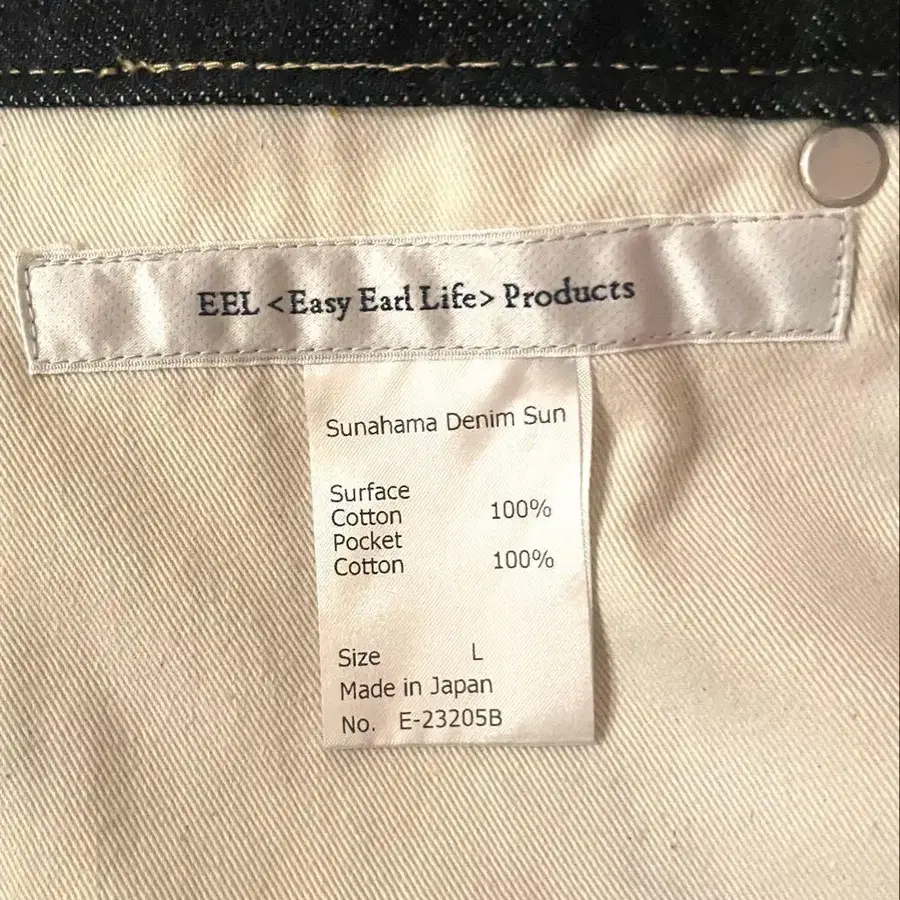 EEL <Easy Earl Life> Products
Sunahama Denim Sun
Surface
Cotton 100%
Pocket
Cotton 100%
Size L
Made in Japan
No. E-23205B